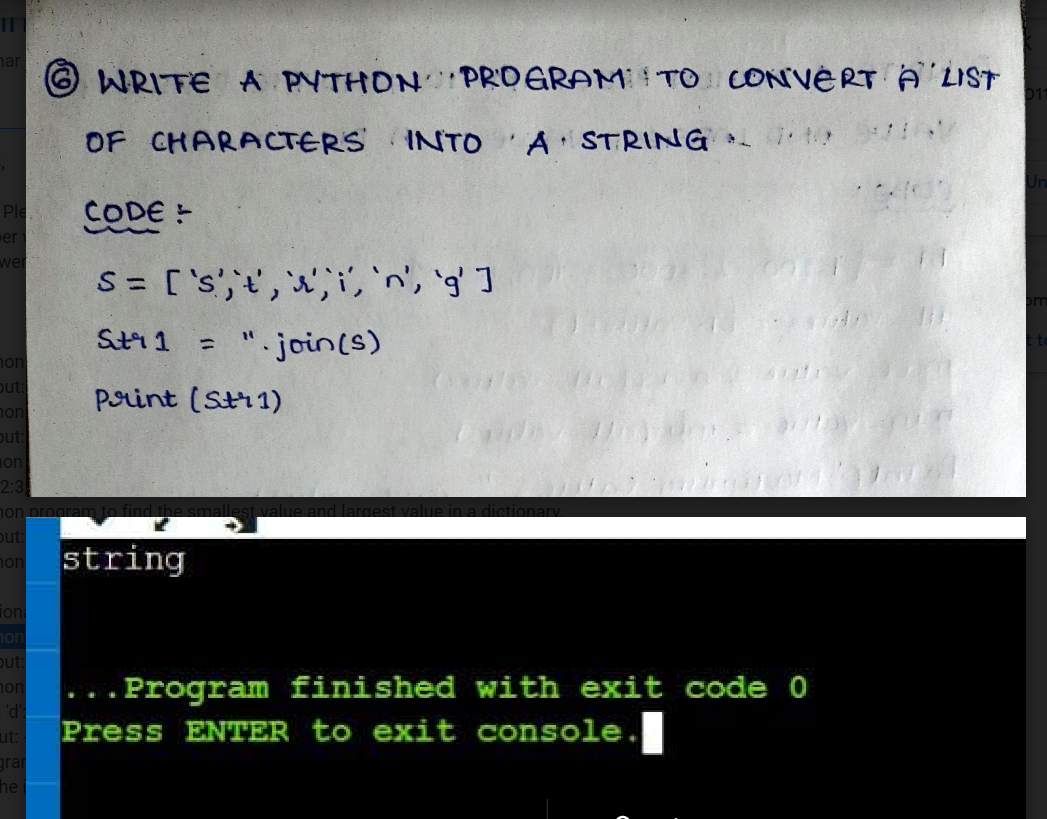 ⑥ WRITE A PYTHON PROGRAM TO CONVERT A LIST
OF CHARACTERS INTO A STRING.
CODE :-
S = ['s','t','r','i','n','g']
Str1 = ''.join(s)
Print (Str1)
non program to find the smallest value and largest value in a dictionary.
string
...Program finished with exit code 0
Press ENTER to exit console.